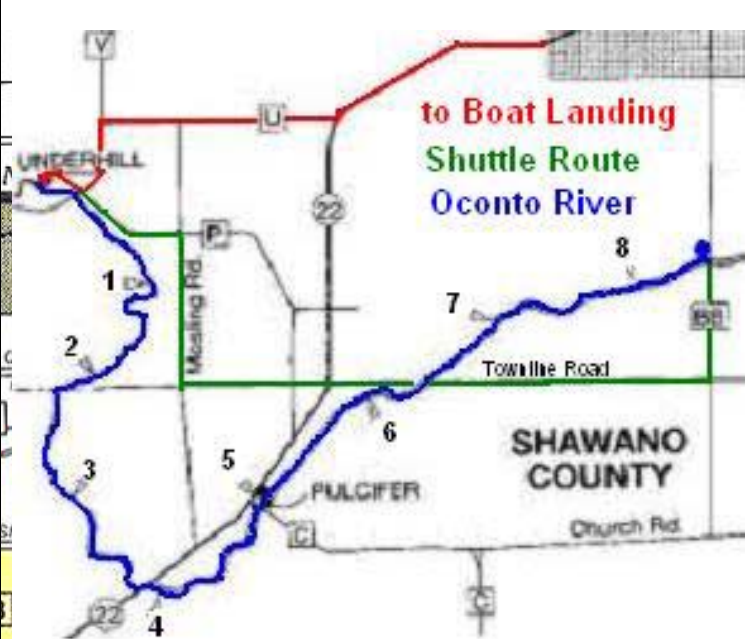 V
U
to Boat Landing
UNDERHILL
Shuttle Route
22
Oconto River
P
8
1
Mosling Rd.
7
BB
2
Townline Road
6
SHAWANO
COUNTY
5
3
PULCIFER
C
Church Rd.
22
4
C